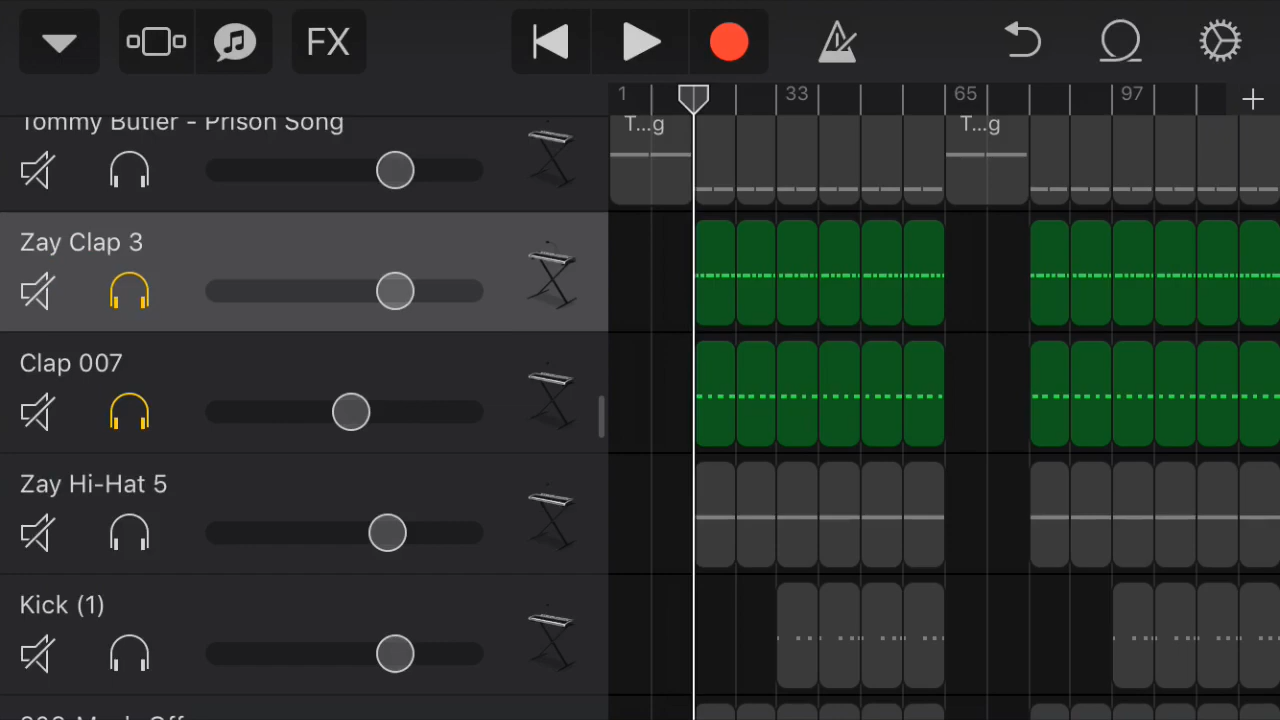 FX
1
33
65
97
Tommy Butler - Prison Song
T...g
T...g
Zay Clap 3
Clap 007
Zay Hi-Hat 5
Kick (1)